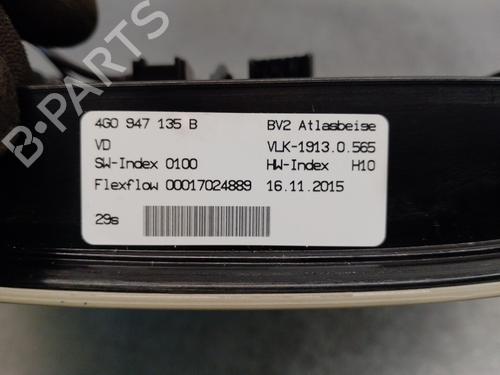 4G0 947 135 B BV2 Atlasbeige
VD VLK-1913.0.565
SW-Index 0100 HW-Index H10
Flexflow 00017024889 16.11.2015
29s
B-PARTS